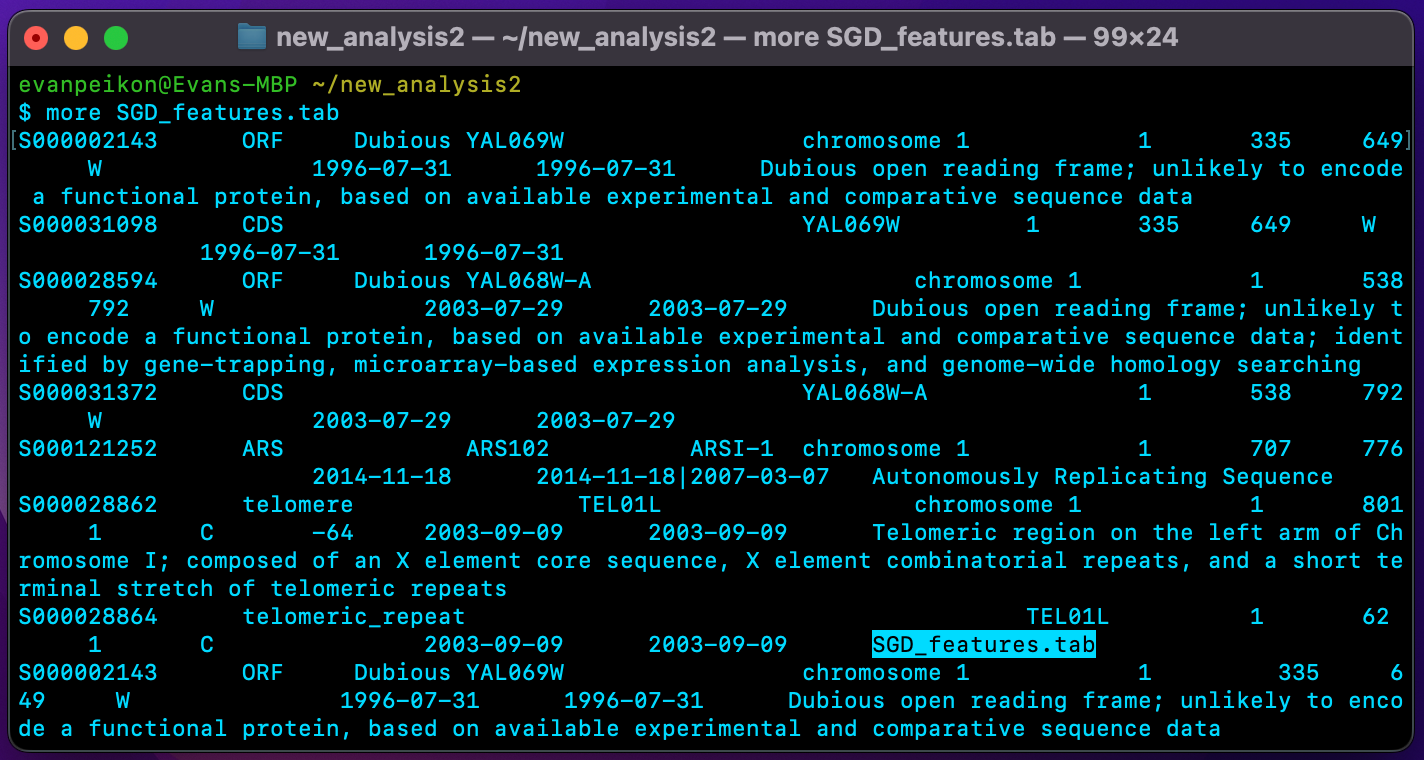 new_analysis2 — ~/new_analysis2 — more SGD_features.tab — 99×24
evanpeikon@Evans-MBP ~/new_analysis2
$ more SGD_features.tab
[S000002143 ORF Dubious YAL069W chromosome 1 1 335 649]
W 1996-07-31 1996-07-31 Dubious open reading frame; unlikely to encode
a functional protein, based on available experimental and comparative sequence data
S000031098 CDS YAL069W 1 335 649 W
1996-07-31 1996-07-31
S000028594 ORF Dubious YAL068W-A chromosome 1 1 538
792 W 2003-07-29 2003-07-29 Dubious open reading frame; unlikely t
o encode a functional protein, based on available experimental and comparative sequence data; ident
ified by gene-trapping, microarray-based expression analysis, and genome-wide homology searching
S000031372 CDS YAL068W-A 1 538 792
W 2003-07-29 2003-07-29
S000121252 ARS ARS102 ARSI-1 chromosome 1 1 707 776
2014-11-18 2014-11-18|2007-03-07 Autonomously Replicating Sequence
S000028862 telomere TEL01L chromosome 1 1 801
1 C -64 2003-09-09 2003-09-09 Telomeric region on the left arm of Ch
romosome I; composed of an X element core sequence, X element combinatorial repeats, and a short te
rminal stretch of telomeric repeats
S000028864 telomeric_repeat TEL01L 1 62
1 C 2003-09-09 2003-09-09 SGD_features.tab
S000002143 ORF Dubious YAL069W chromosome 1 1 335 6
49 W 1996-07-31 1996-07-31 Dubious open reading frame; unlikely to enco
de a functional protein, based on available experimental and comparative sequence data